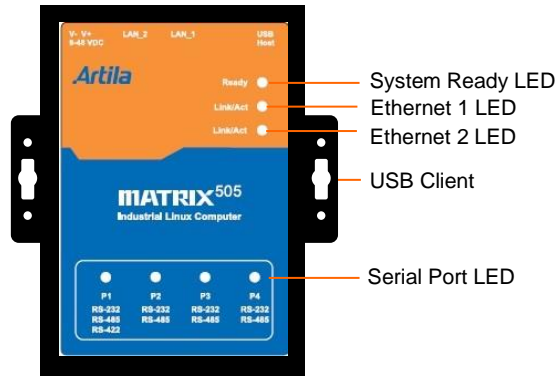 V- V+ LAN_2 LAN_1 USB
9-48 VDC Host
Artila
Ready
System Ready LED
Link/Act
Ethernet 1 LED
Link/Act
Ethernet 2 LED
USB Client
MATRIX505
Industrial Linux Computer
Serial Port LED
P1 P2 P3 P4
RS-232 RS-232 RS-232 RS-232
RS-485 RS-485 RS-485 RS-485
RS-422